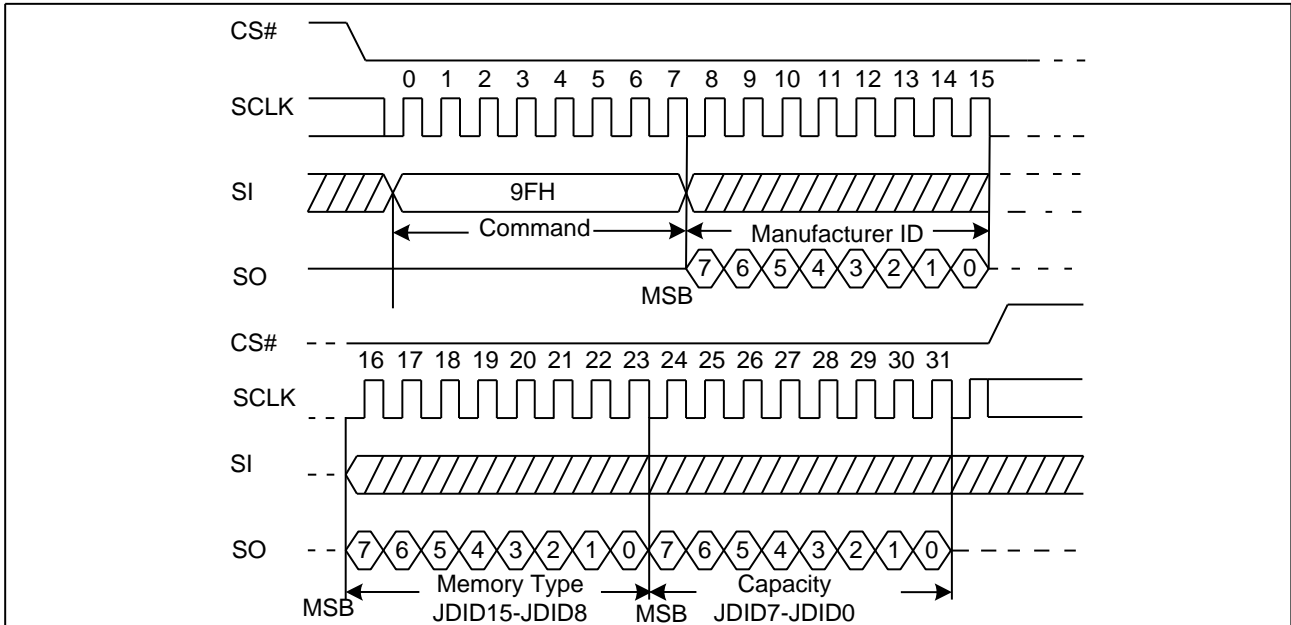 CS#
0 1 2 3 4 5 6 7 8 9 10 11 12 13 14 15
SCLK
SI 9FH
Command Manufacturer ID
SO 7 6 5 4 3 2 1 0
MSB
CS#
16 17 18 19 20 21 22 23 24 25 26 27 28 29 30 31
SCLK
SI
SO 7 6 5 4 3 2 1 0 7 6 5 4 3 2 1 0
Memory Type Capacity
MSB JDID15-JDID8 MSB JDID7-JDID0